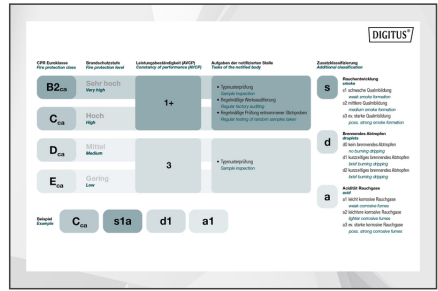 DIGITUS®
CPR Euroklasse
Fire protection class
Brandschutzstufe
Fire protection level
Leistungsbeständigkeit (AVCP)
Constancy of performance (AVCP)
Aufgaben der notifizierten Stelle
Tasks of the notified body
Zusatzklassifizierung
Additional classification
B2ca
Sehr hoch
Very high
Cca
Hoch
High
1+
• Typmusterprüfung
Sample inspection
• Regelmäßige Werksauditierung
Regular factory auditing
• Regelmäßige Prüfung entnommener Stichproben
Regular testing of random samples taken
Dca
Mittel
Medium
Eca
Gering
Low
3
• Typmusterprüfung
Sample inspection
s
Rauchentwicklung
smoke
s1 schwache Qualmbildung
weak smoke formation
s2 mittlere Qualmbildung
medium smoke formation
s3 ev. starke Qualmbildung
poss. strong smoke formation
d
Brennendes Abtropfen
droplets
d0 kein brennendes Abtropfen
no burning dripping
d1 kurzzeitiges brennendes Abtropfen
brief burning dripping
d2 kurzzeitiges brennendes Abtropfen
brief burning dripping
a
Acidität Rauchgase
acid
a1 leicht korrosive Rauchgase
weak corrosive fumes
a2 leichtere korrosive Rauchgase
lighter corrosive fumes
a3 ev. starke korrosive Rauchgase
poss. strong corrosive fumes
Beispiel
Example
Cca
s1a
d1
a1